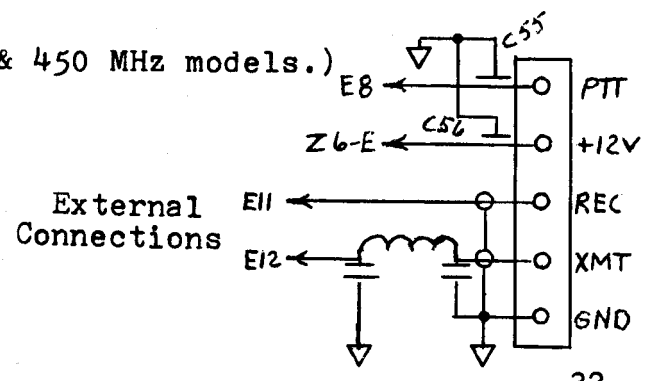 & 450 MHz models.)
C55
E8
PTT
C56
Z6-E
+12V
External
Connections
E11
REC
E12
XMT
GND